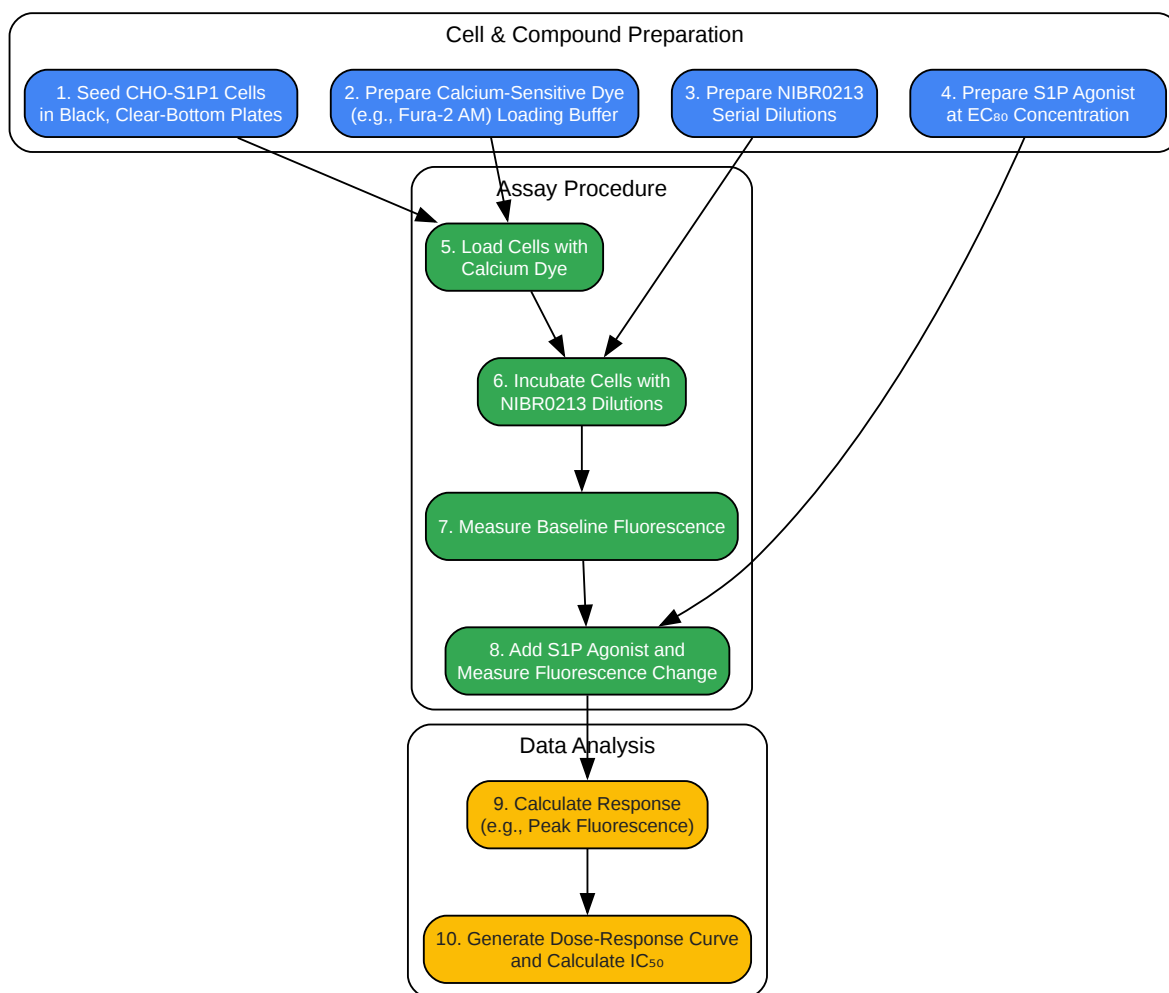 Cell & Compound Preparation
1. Seed CHO-S1P1 Cells
in Black, Clear-Bottom Plates
2. Prepare Calcium-Sensitive Dye
(e.g., Fura-2 AM) Loading Buffer
3. Prepare NIBR0213
Serial Dilutions
4. Prepare S1P Agonist
at EC₈₀ Concentration
Assay Procedure
5. Load Cells with
Calcium Dye
6. Incubate Cells with
NIBR0213 Dilutions
7. Measure Baseline Fluorescence
8. Add S1P Agonist and
Measure Fluorescence Change
Data Analysis
9. Calculate Response
(e.g., Peak Fluorescence)
10. Generate Dose-Response Curve
and Calculate IC₅₀